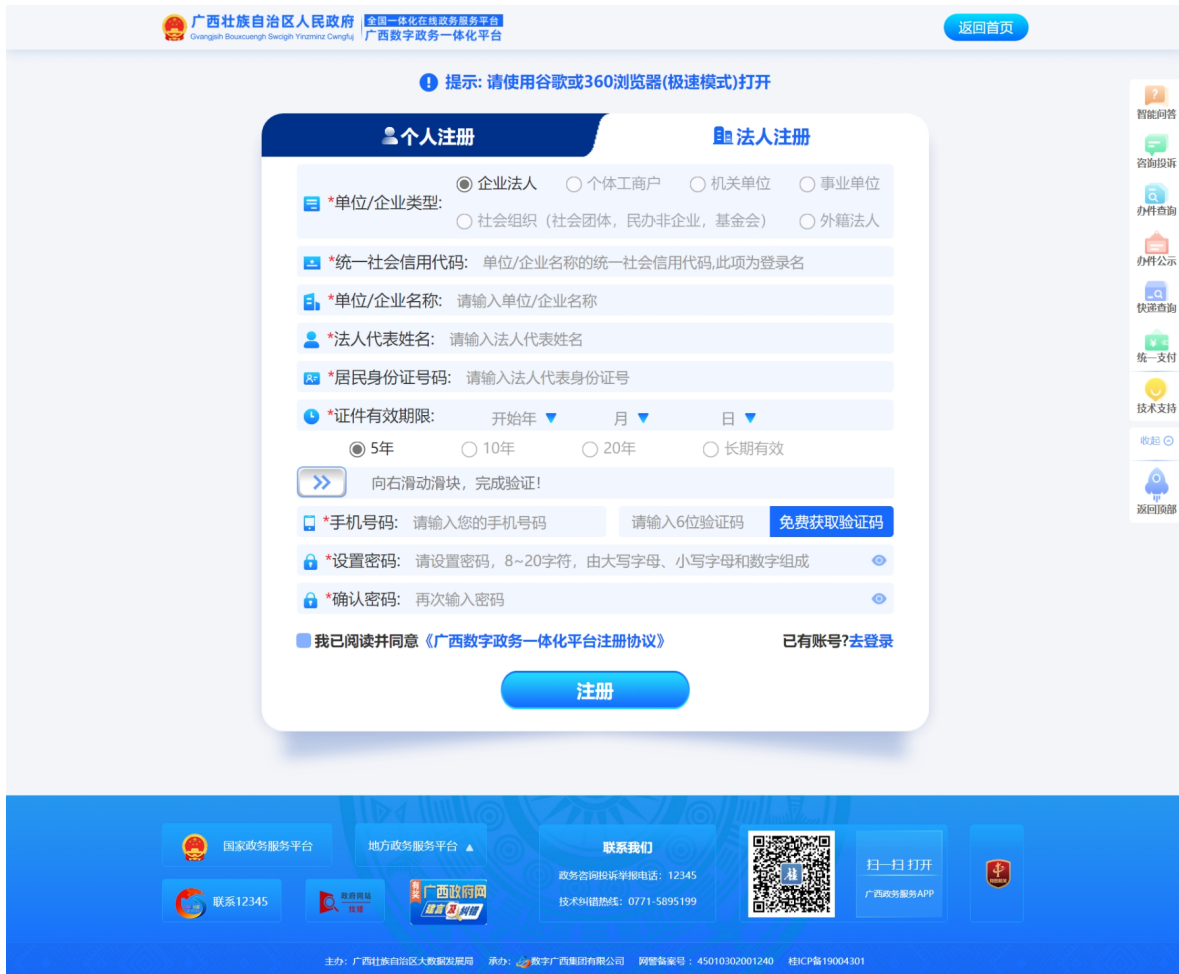 广西壮族自治区人民政府
Gvangjsih Bouxcuengh Swcigih Yinzminz Cwngfuj
全国一体化在线政务服务平台
广西数字政务一体化平台
返回首页
提示: 请使用谷歌或360浏览器(极速模式)打开
个人注册
法人注册
*单位/企业类型:
企业法人 个体工商户 机关单位 事业单位
社会组织（社会团体，民办非企业，基金会） 外籍法人
*统一社会信用代码: 单位/企业名称的统一社会信用代码,此项为登录名
*单位/企业名称: 请输入单位/企业名称
*法人代表姓名: 请输入法人代表姓名
*居民身份证号码: 请输入法人代表身份证号
*证件有效期限: 开始年 月 日
5年 10年 20年 长期有效
向右滑动滑块，完成验证!
*手机号码: 请输入您的手机号码 请输入6位验证码 免费获取验证码
*设置密码: 请设置密码，8~20字符，由大写字母、小写字母和数字组成
*确认密码: 再次输入密码
我已阅读并同意《广西数字政务一体化平台注册协议》 已有账号?去登录
注册
智能问答
咨询投诉
办件查询
办件公示
快递查询
统一支付
技术支持
收起
返回顶部
国家政务服务平台
地方政务服务平台
联系12345
政府网站
找错
有奖
广西政府网
建言及纠错
联系我们
政务咨询投诉举报电话：12345
技术纠错热线：0771-5895199
桂
扫一扫 打开
广西政务服务APP
主办：广西壮族自治区大数据发展局 承办：数字广西集团有限公司 网警备案号：45010302001240 桂ICP备19004301